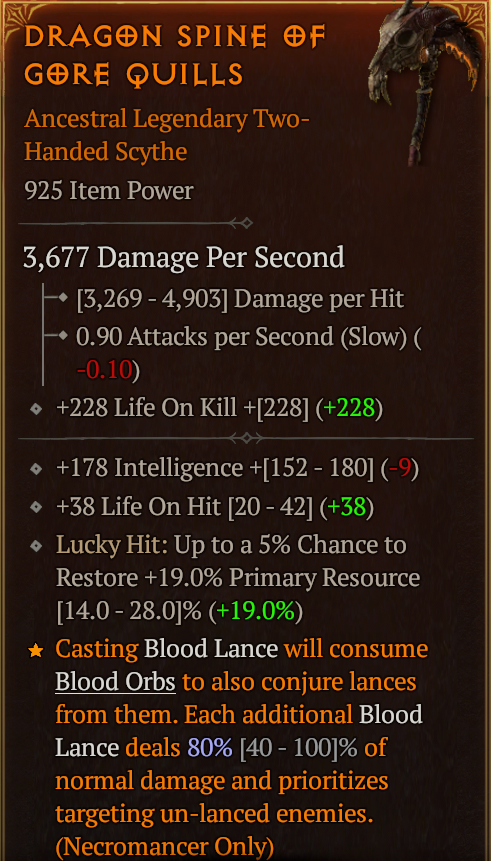 DRAGON SPINE OF
GORE QUILLS
Ancestral Legendary Two-
Handed Scythe
925 Item Power
3,677 Damage Per Second
[3,269 - 4,903] Damage per Hit
0.90 Attacks per Second (Slow) (
-0.10)
+228 Life On Kill +[228] (+228)
+178 Intelligence +[152 - 180] (-9)
+38 Life On Hit [20 - 42] (+38)
Lucky Hit: Up to a 5% Chance to
Restore +19.0% Primary Resource
[14.0 - 28.0]% (+19.0%)
Casting Blood Lance will consume
Blood Orbs to also conjure lances
from them. Each additional Blood
Lance deals 80% [40 - 100]% of
normal damage and prioritizes
targeting un-lanced enemies.
(Necromancer Only)